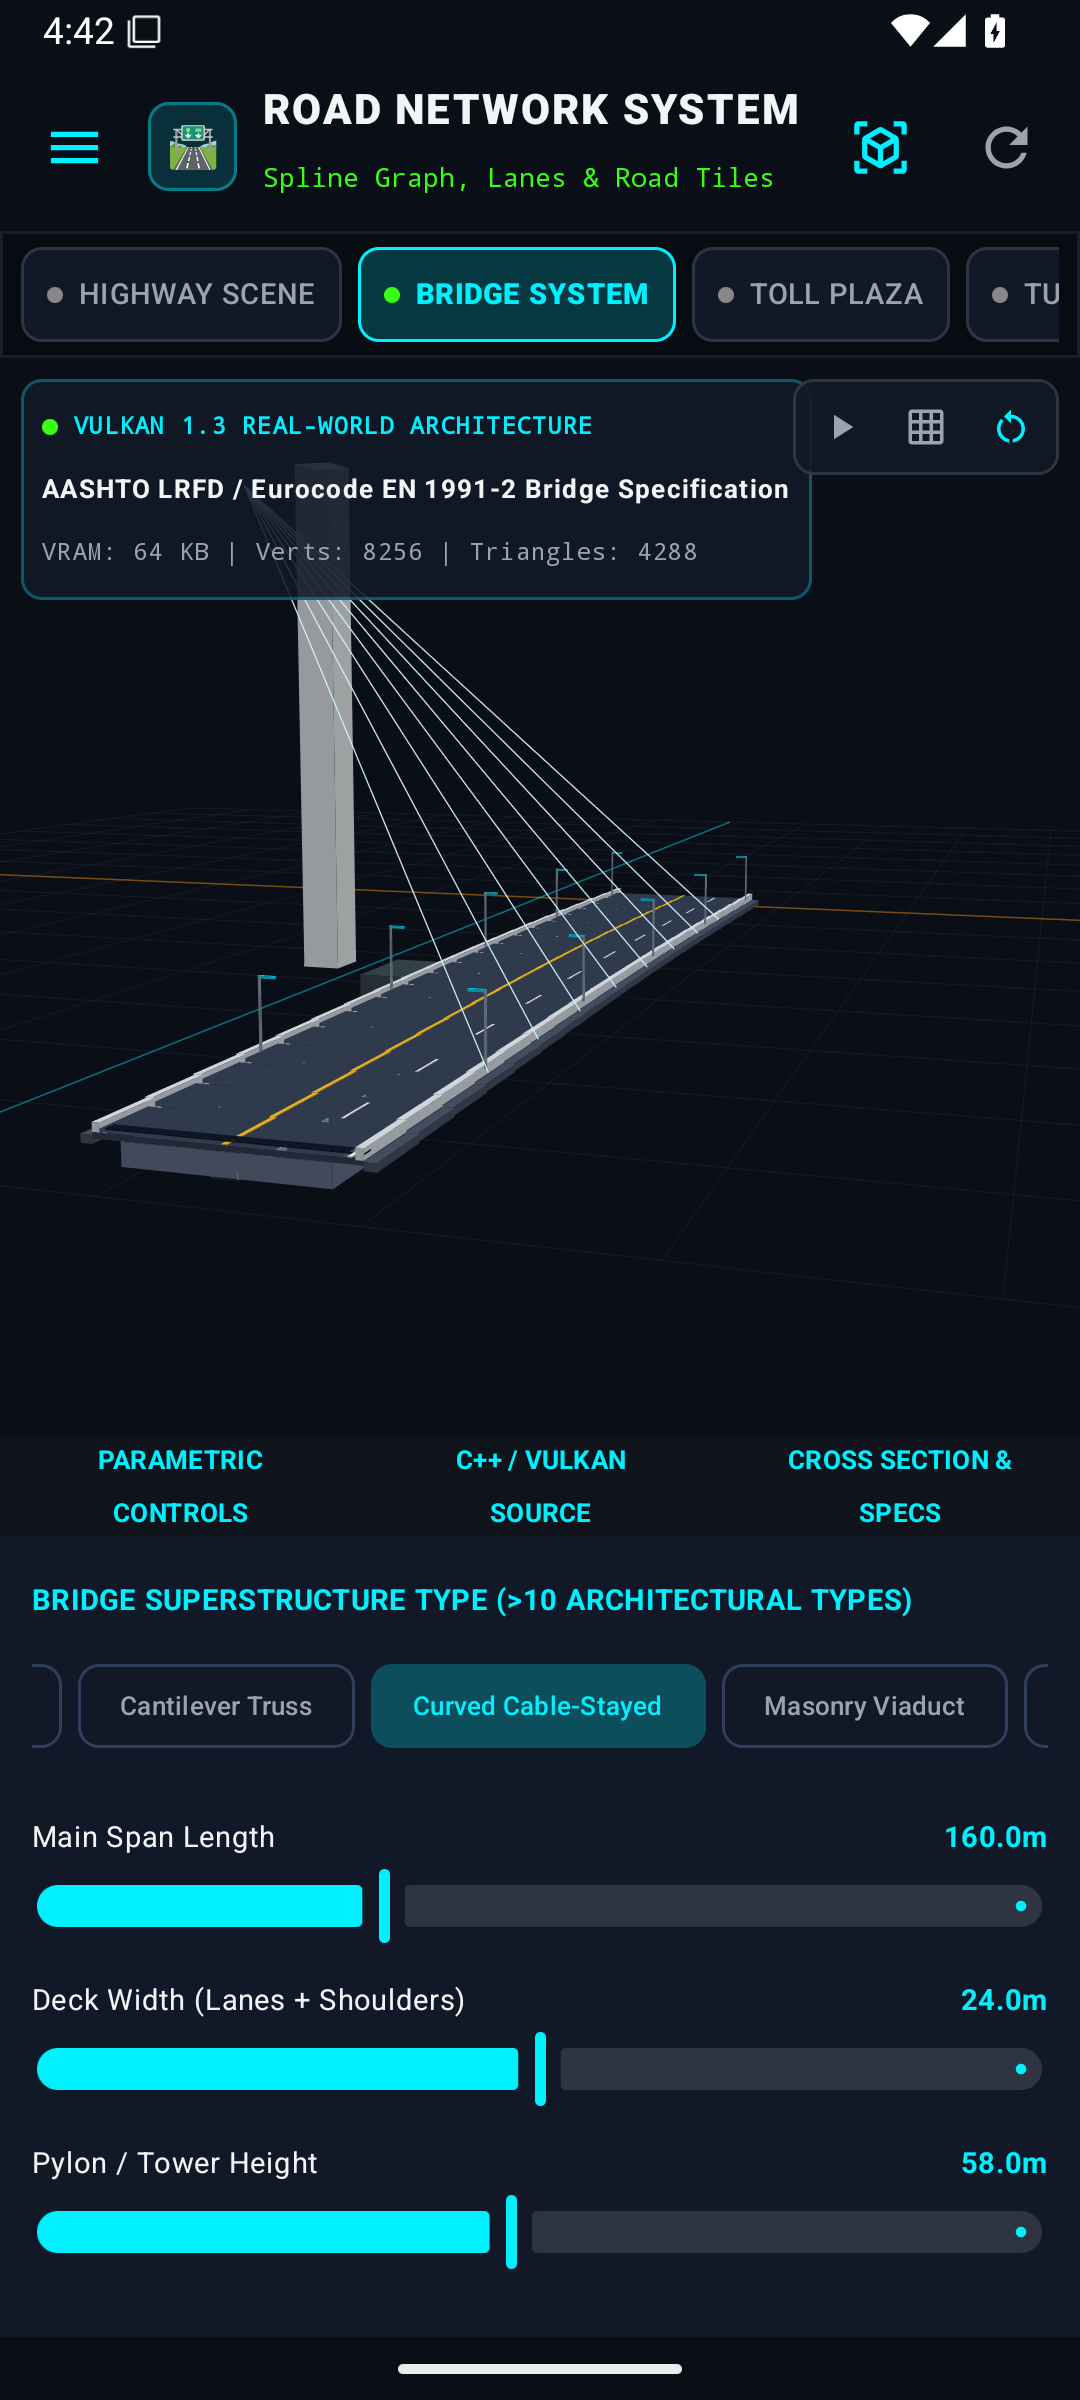 4:42
ROAD NETWORK SYSTEM
Spline Graph, Lanes & Road Tiles
HIGHWAY SCENE
BRIDGE SYSTEM
TOLL PLAZA
TU
VULKAN 1.3 REAL-WORLD ARCHITECTURE
AASHTO LRFD / Eurocode EN 1991-2 Bridge Specification
VRAM: 64 KB | Verts: 8256 | Triangles: 4288
PARAMETRIC
CONTROLS
C++ / VULKAN
SOURCE
CROSS SECTION &
SPECS
BRIDGE SUPERSTRUCTURE TYPE (>10 ARCHITECTURAL TYPES)
Cantilever Truss
Curved Cable-Stayed
Masonry Viaduct
Main Span Length
160.0m
Deck Width (Lanes + Shoulders)
24.0m
Pylon / Tower Height
58.0m